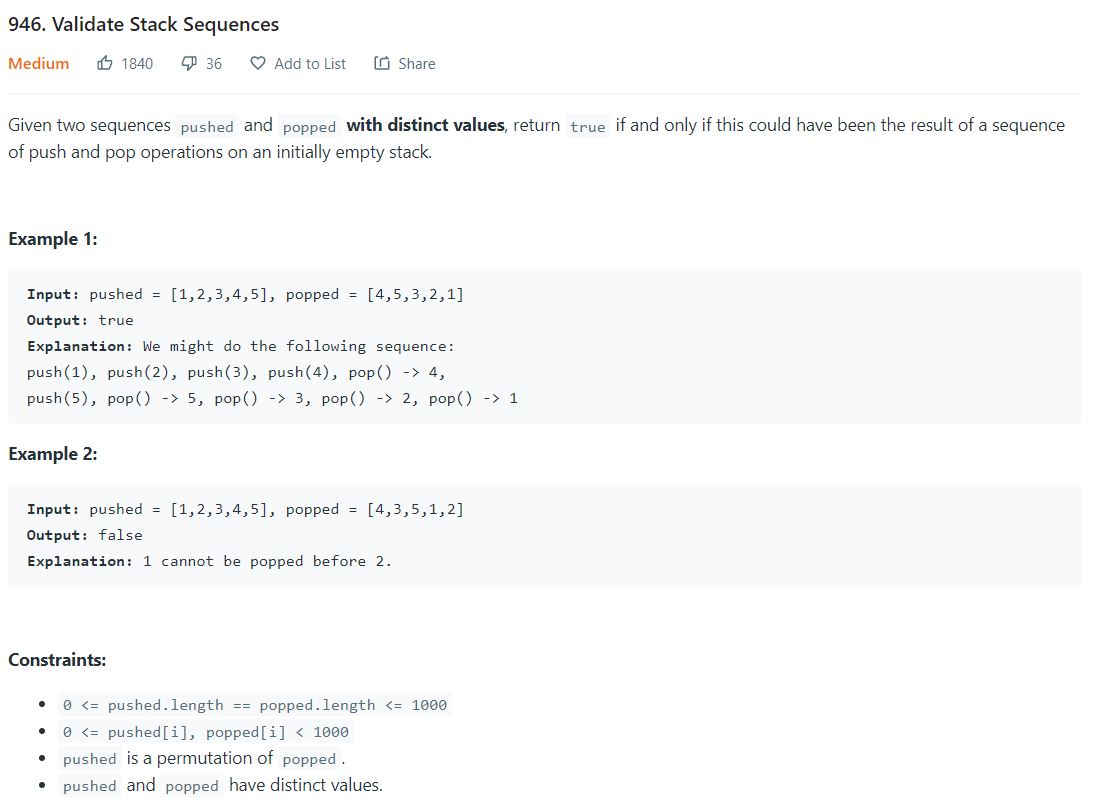 946. Validate Stack Sequences
Medium 1840 36 Add to List Share
Given two sequences pushed and popped with distinct values, return true if and only if this could have been the result of a sequence
of push and pop operations on an initially empty stack.
Example 1:
Input: pushed = [1,2,3,4,5], popped = [4,5,3,2,1]
Output: true
Explanation: We might do the following sequence:
push(1), push(2), push(3), push(4), pop() -> 4,
push(5), pop() -> 5, pop() -> 3, pop() -> 2, pop() -> 1
Example 2:
Input: pushed = [1,2,3,4,5], popped = [4,3,5,1,2]
Output: false
Explanation: 1 cannot be popped before 2.
Constraints:
• 0 <= pushed.length == popped.length <= 1000
• 0 <= pushed[i], popped[i] < 1000
• pushed is a permutation of popped.
• pushed and popped have distinct values.